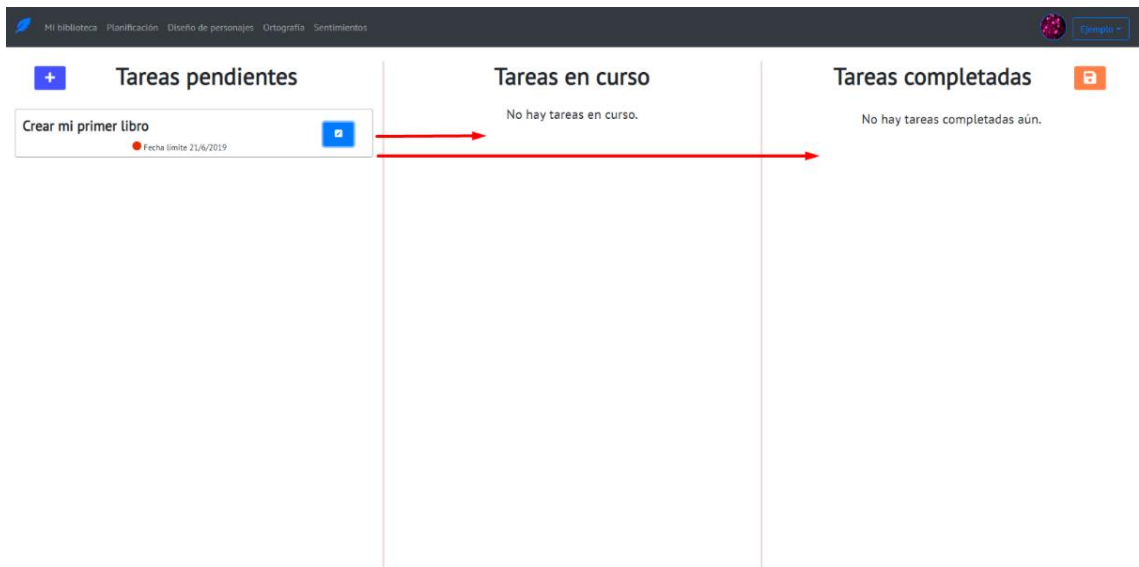 Mi biblioteca Planificación Diseño de personajes Ortografía Sentimientos
Ejemplo
Tareas pendientes
Crear mi primer libro
Fecha límite 21/6/2019
Tareas en curso
No hay tareas en curso.
Tareas completadas
No hay tareas completadas aún.